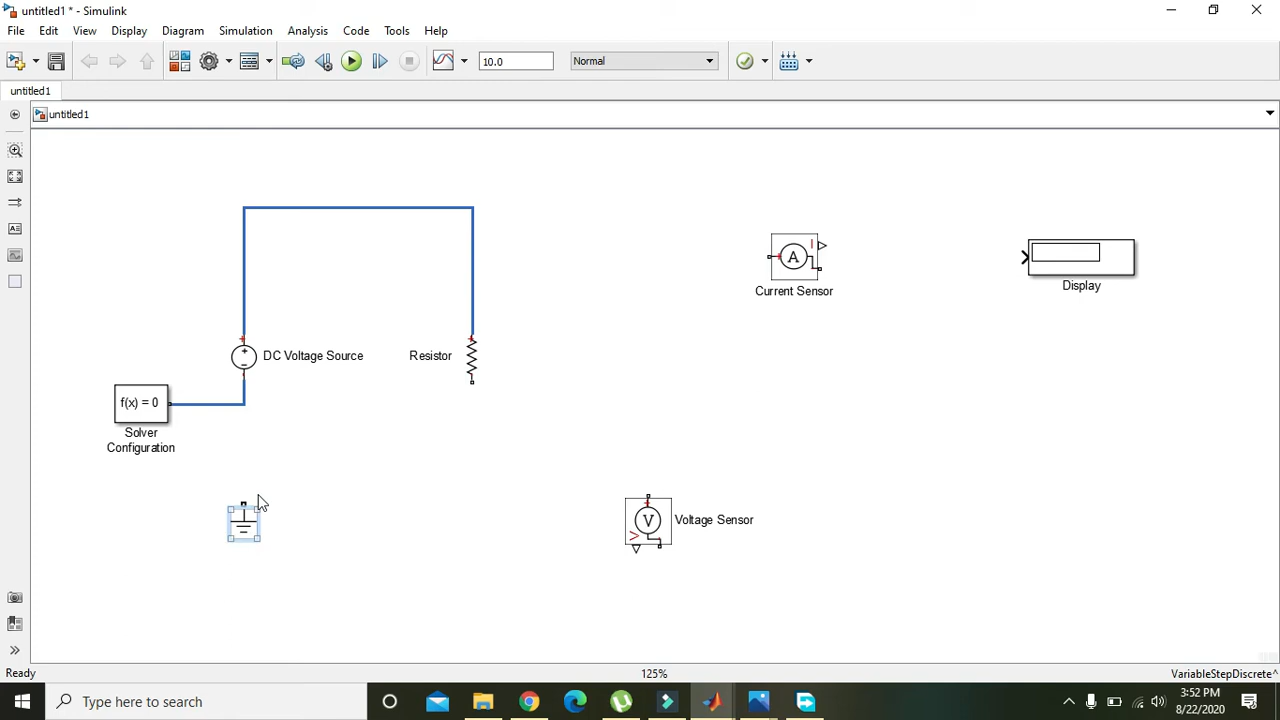 untitled1 * - Simulink
File Edit View Display Diagram Simulation Analysis Code Tools Help
10.0 Normal
untitled1
untitled1
A
Current Sensor
Display
DC Voltage Source
Resistor
f(x) = 0
Solver
Configuration
V
Voltage Sensor
Ready 125% VariableStepDiscrete^
Type here to search
3:52 PM
8/22/2020